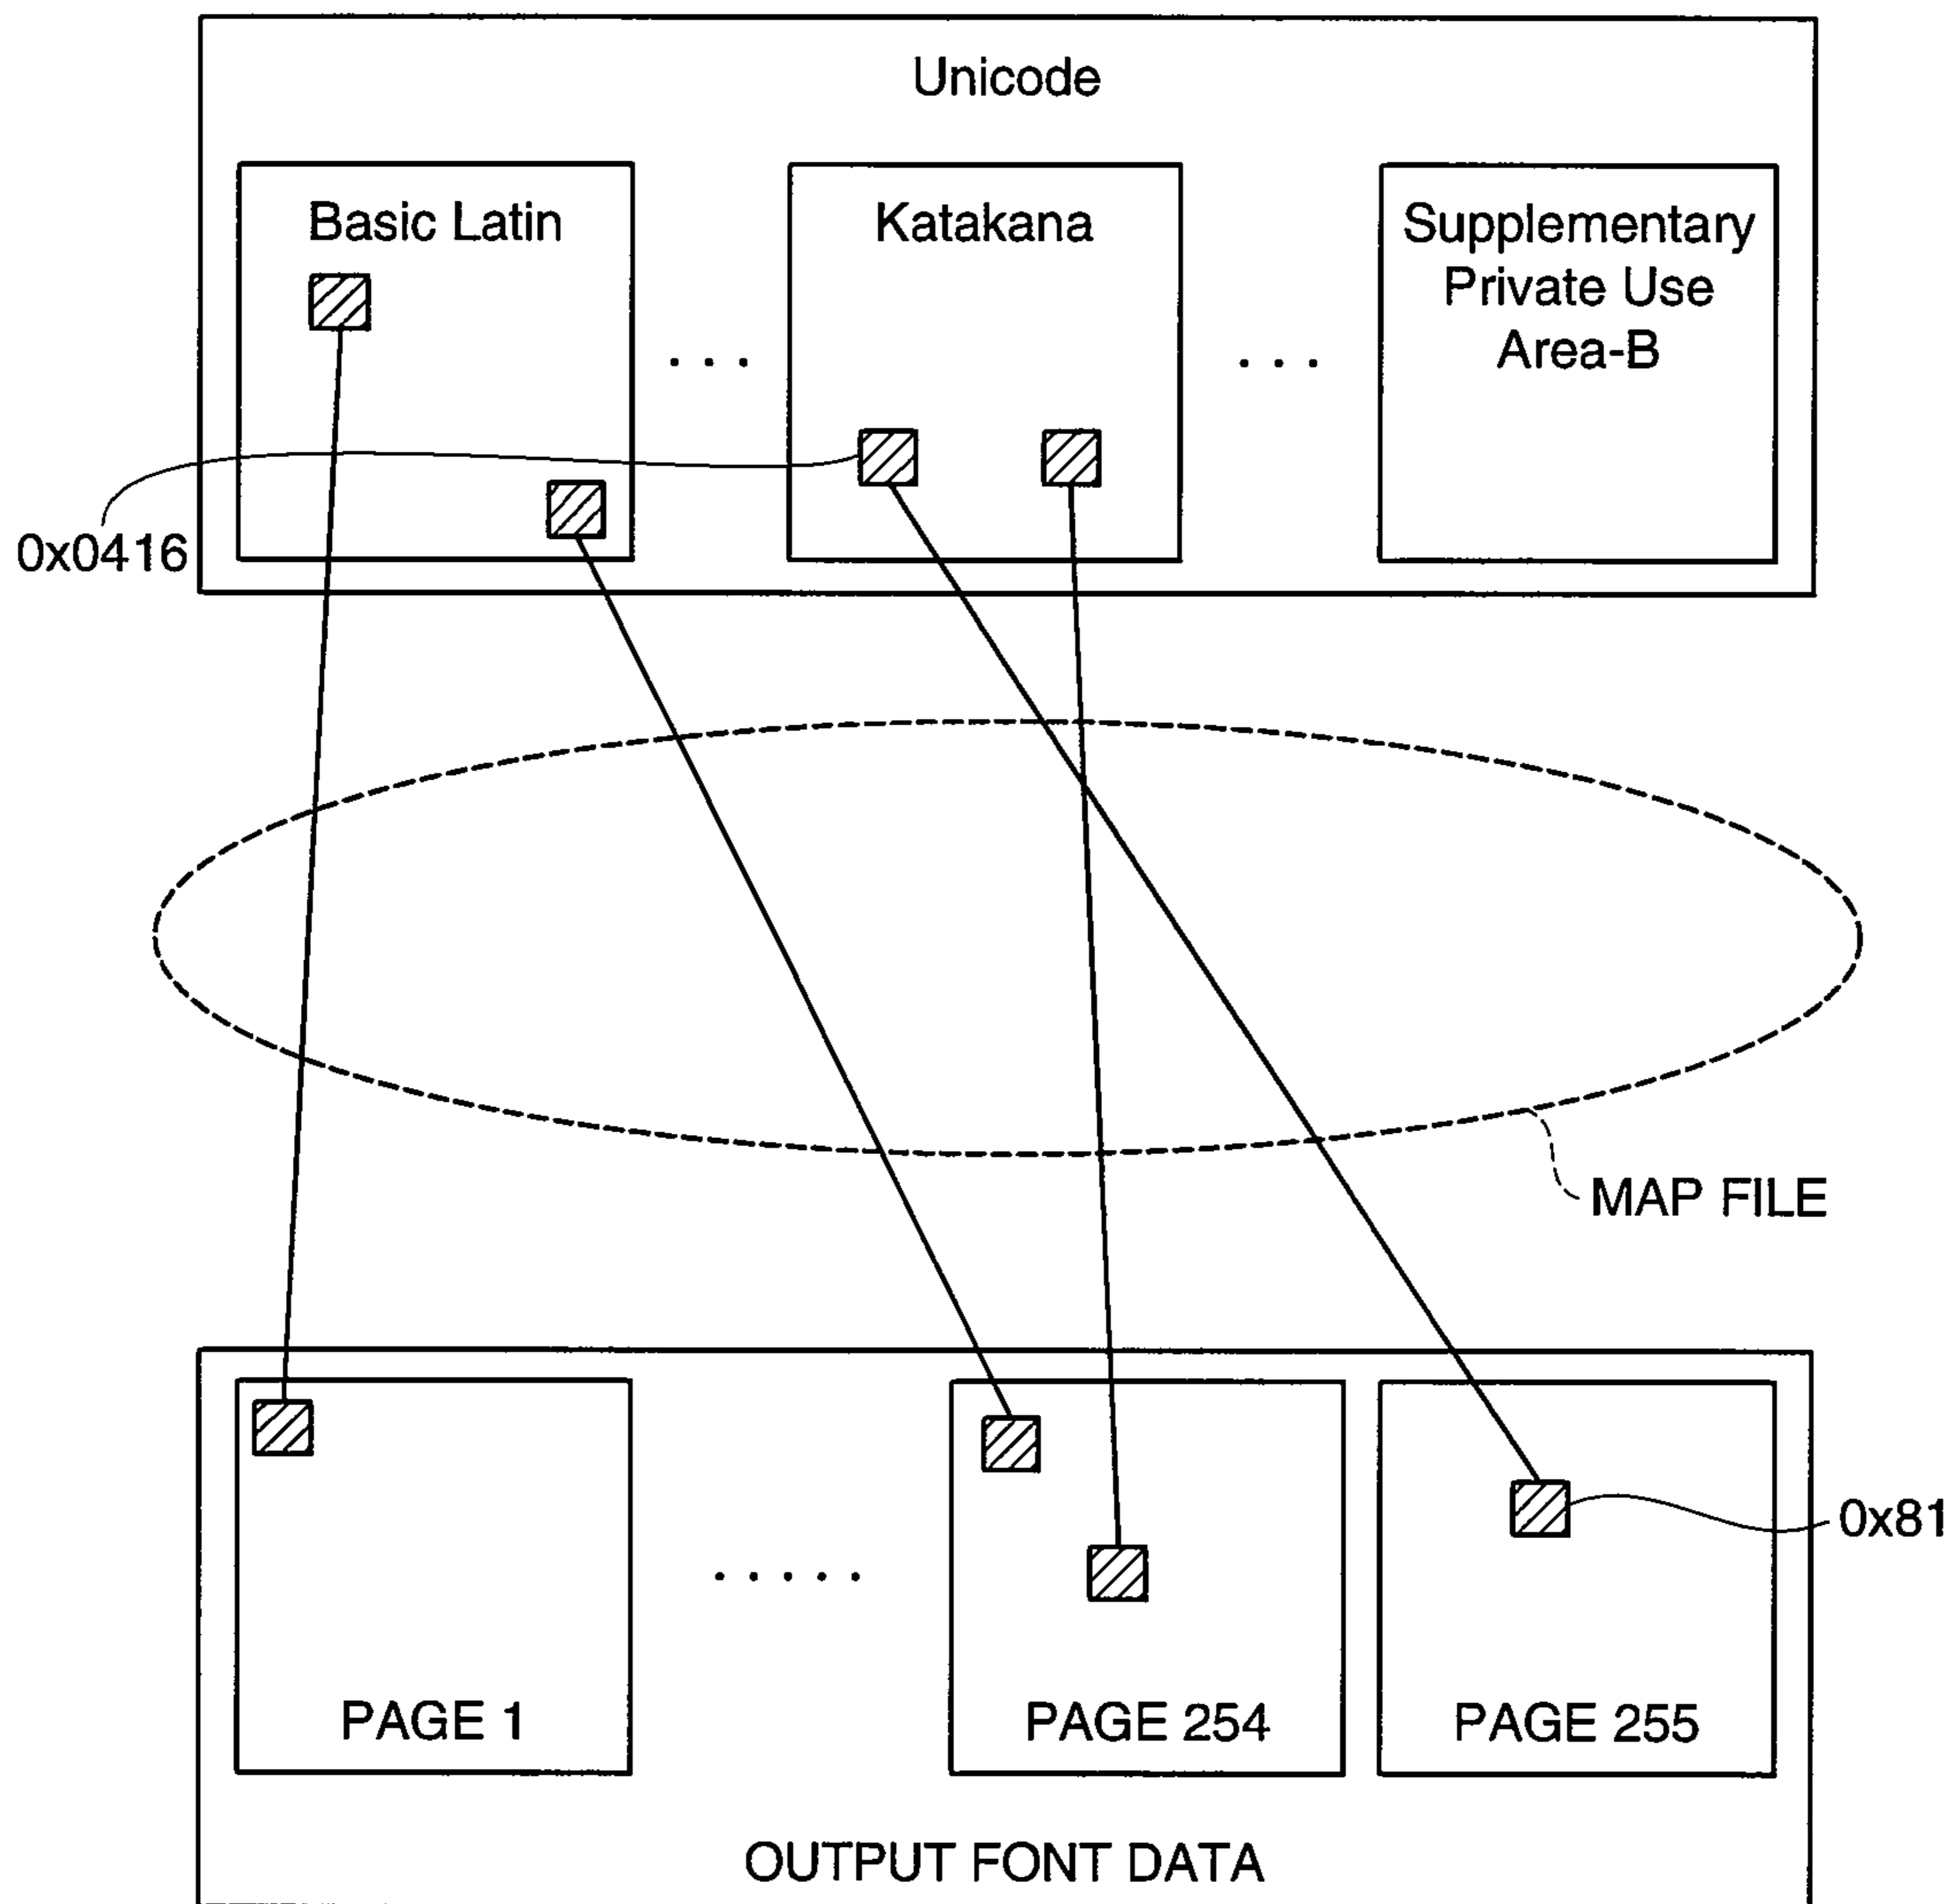 Unicode
Basic Latin
Katakana
Supplementary
Private Use
Area-B
. . .
. . .
0x0416
MAP FILE
0x81
. . . . .
PAGE 1
PAGE 254
PAGE 255
OUTPUT FONT DATA